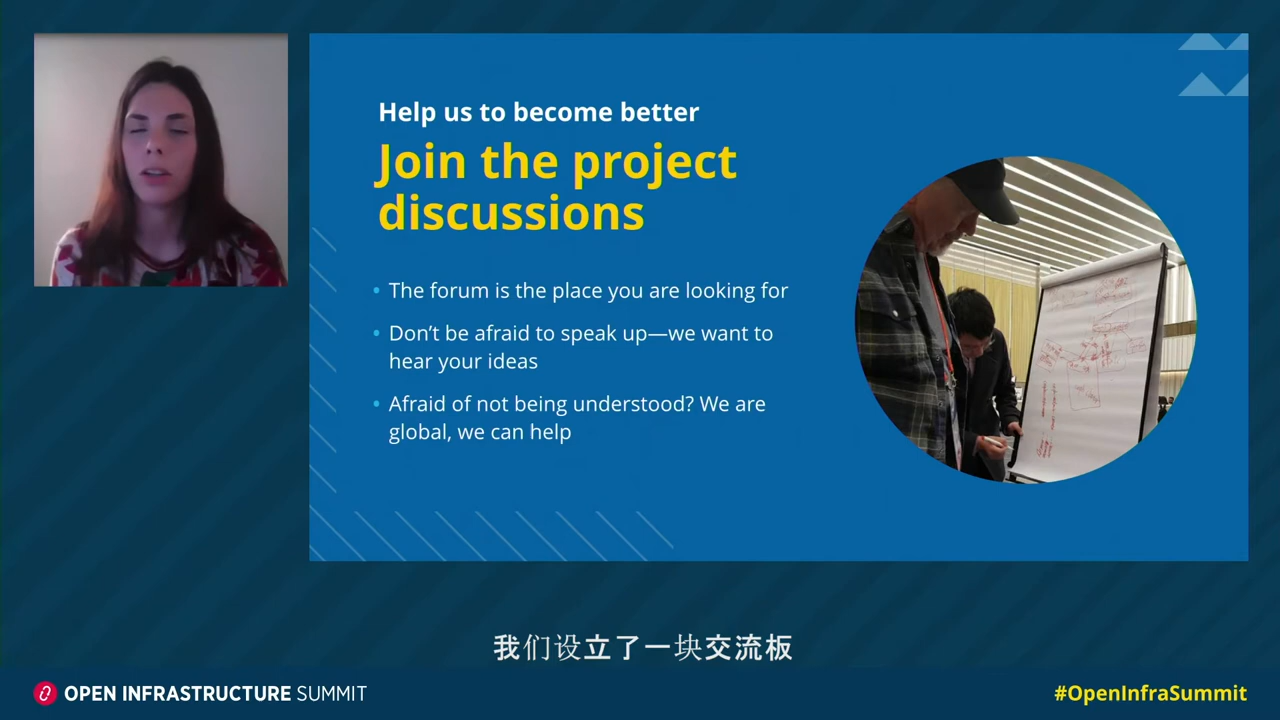 Help us to become better
Join the project
discussions
• The forum is the place you are looking for
• Don’t be afraid to speak up—we want to
hear your ideas
• Afraid of not being understood? We are
global, we can help
我们设立了一块交流板
OPEN INFRASTRUCTURE SUMMIT
#OpenInfraSummit